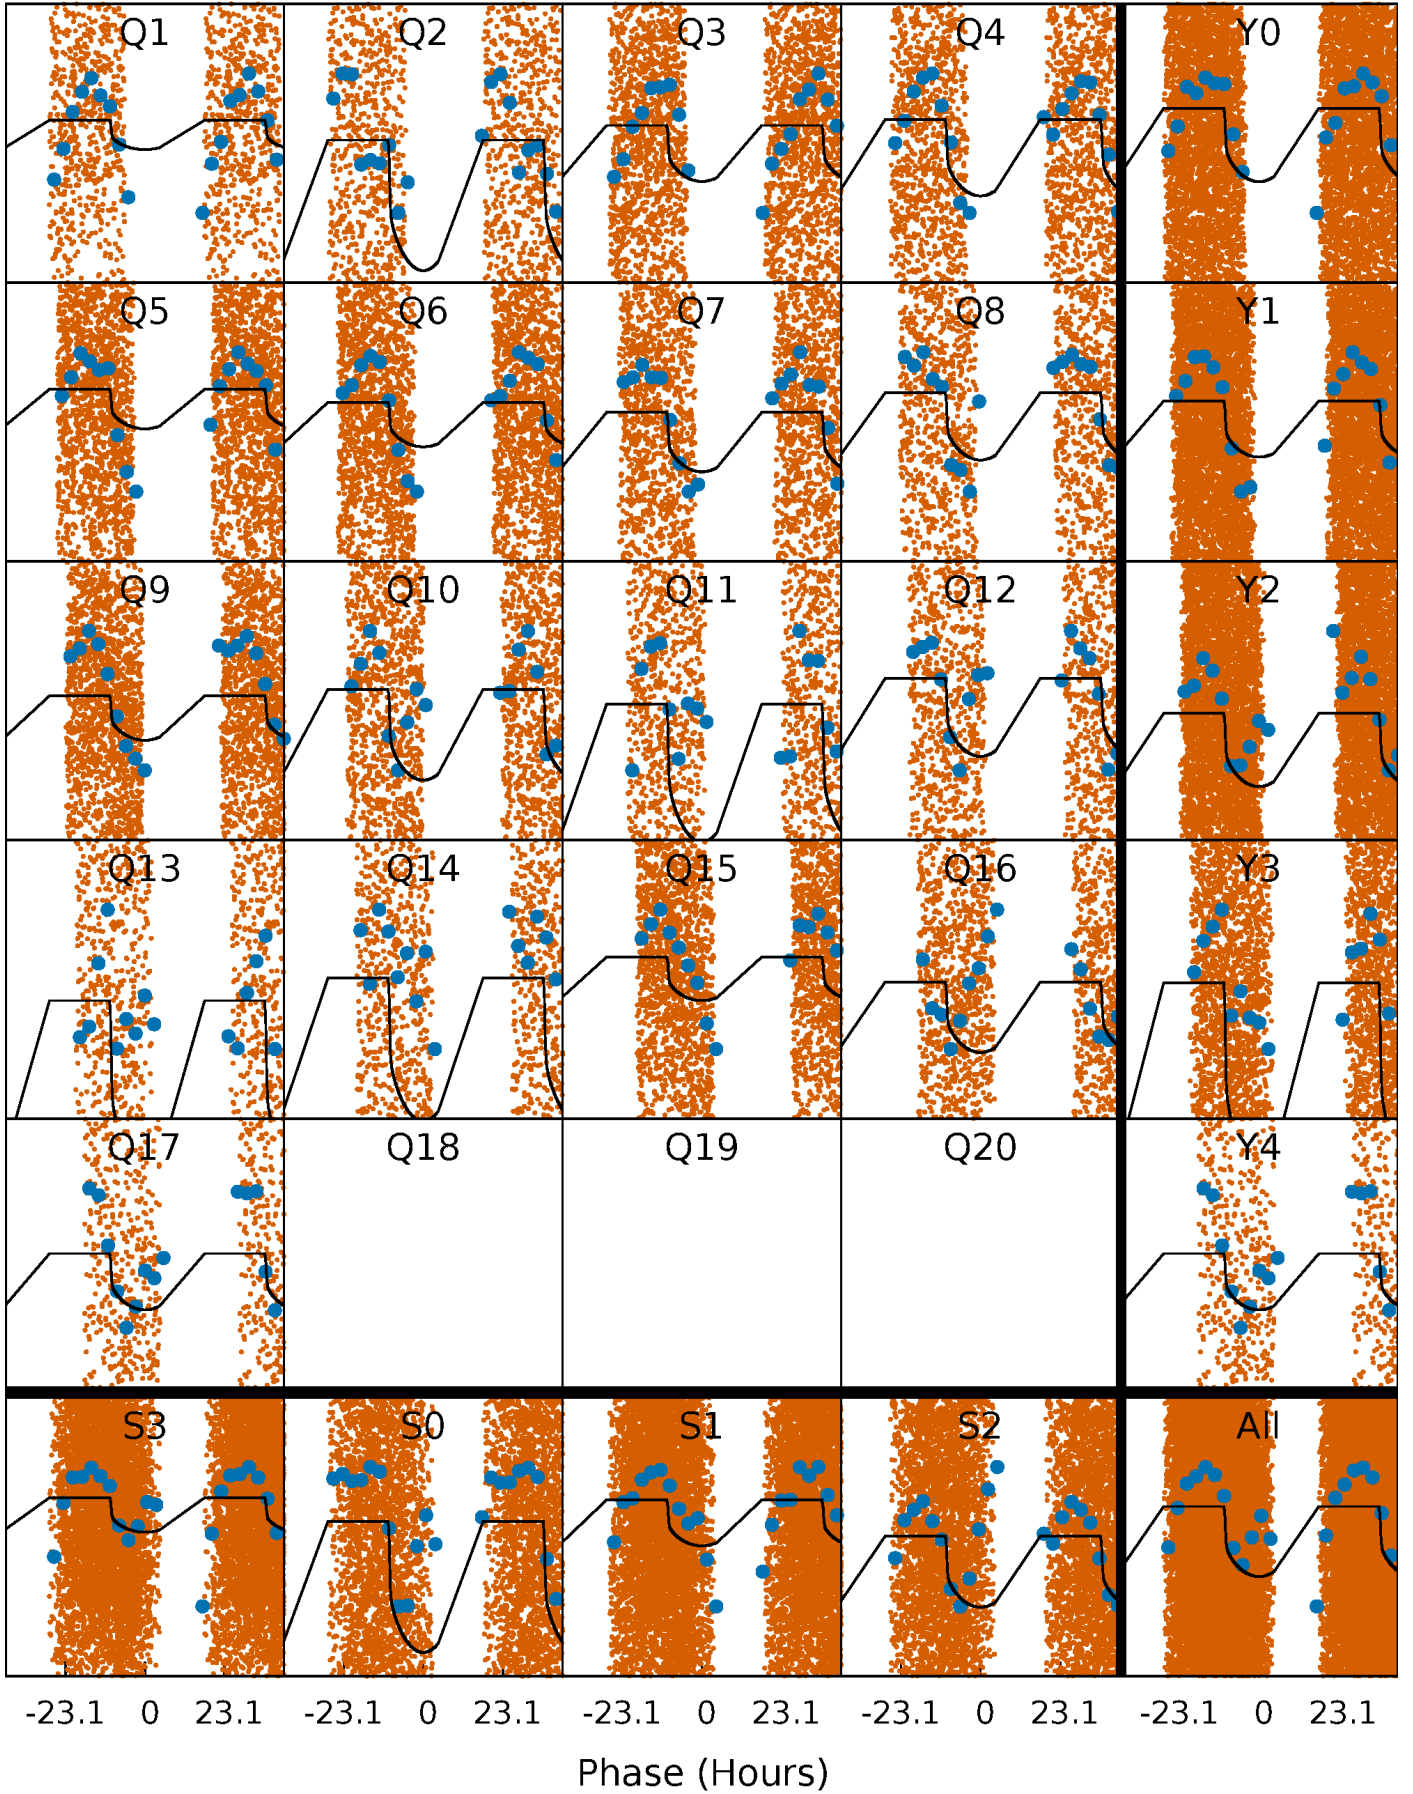 Q1 Q2 Q3 Q4 Y0
Q5 Q6 Q7 Q8 Y1
Q9 Q10 Q11 Q12 Y2
Q13 Q14 Q15 Q16 Y3
Q17 Q18 Q19 Q20 Y4
S3 S0 S1 S2 All
-23.1 0 23.1 -23.1 0 23.1 -23.1 0 23.1 -23.1 0 23.1 -23.1 0 23.1
Phase (Hours)